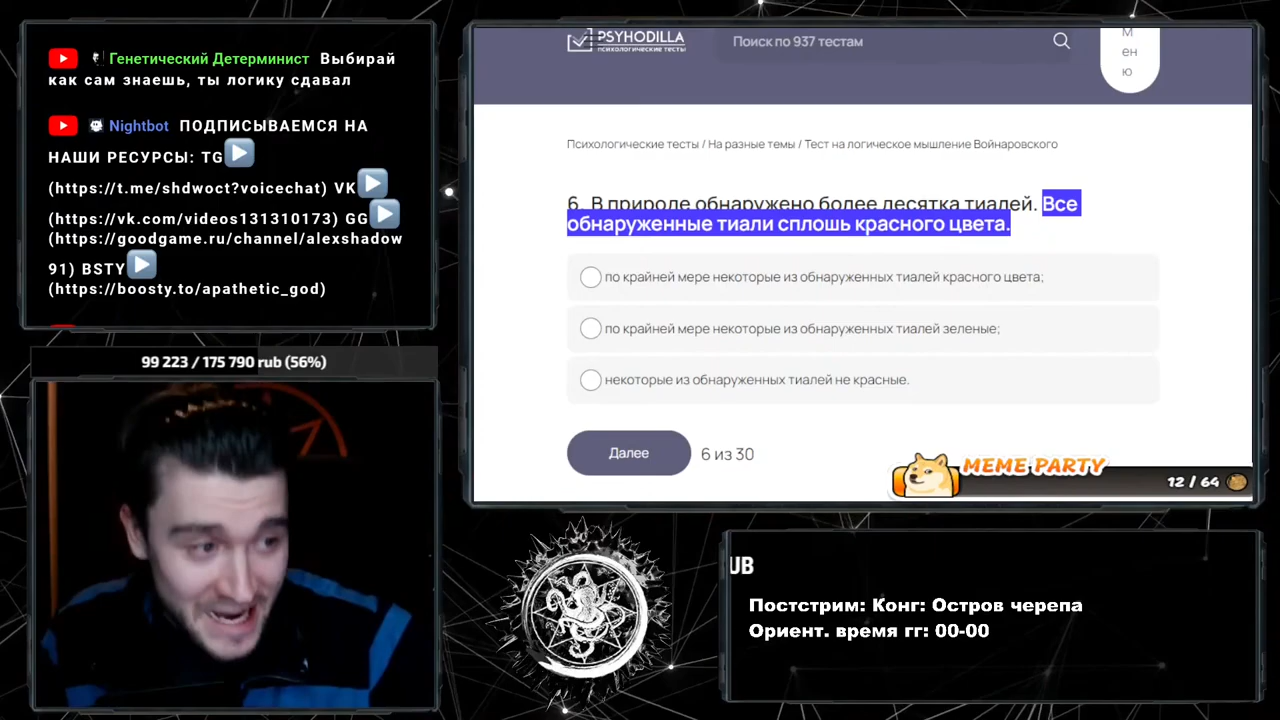 Генетический Детерминист Выбирай
как сам знаешь, ты логику сдавал
Nightbot ПОДПИСЫВАЕМСЯ НА
НАШИ РЕСУРСЫ: TG
(https://t.me/shdwoct?voicechat) VK
(https://vk.com/videos131310173) GG
(https://goodgame.ru/channel/alexshadow
91) BSTY
(https://boosty.to/apathetic_god)
99 223 / 175 790 rub (56%)
PSYHODILLA
ПСИХОЛОГИЧЕСКИЕ ТЕСТЫ
Поиск по 937 тестам
М
ен
ю
Психологические тесты / На разные темы / Тест на логическое мышление Войнаровского
6. В природе обнаружено более десятка тиалей. Все
обнаруженные тиали сплошь красного цвета.
по крайней мере некоторые из обнаруженных тиалей красного цвета;
по крайней мере некоторые из обнаруженных тиалей зеленые;
некоторые из обнаруженных тиалей не красные.
Далее
6 из 30
MEME PARTY
12 / 64
UB
Постстрим: Конг: Остров черепа
Ориент. время гг: 00-00